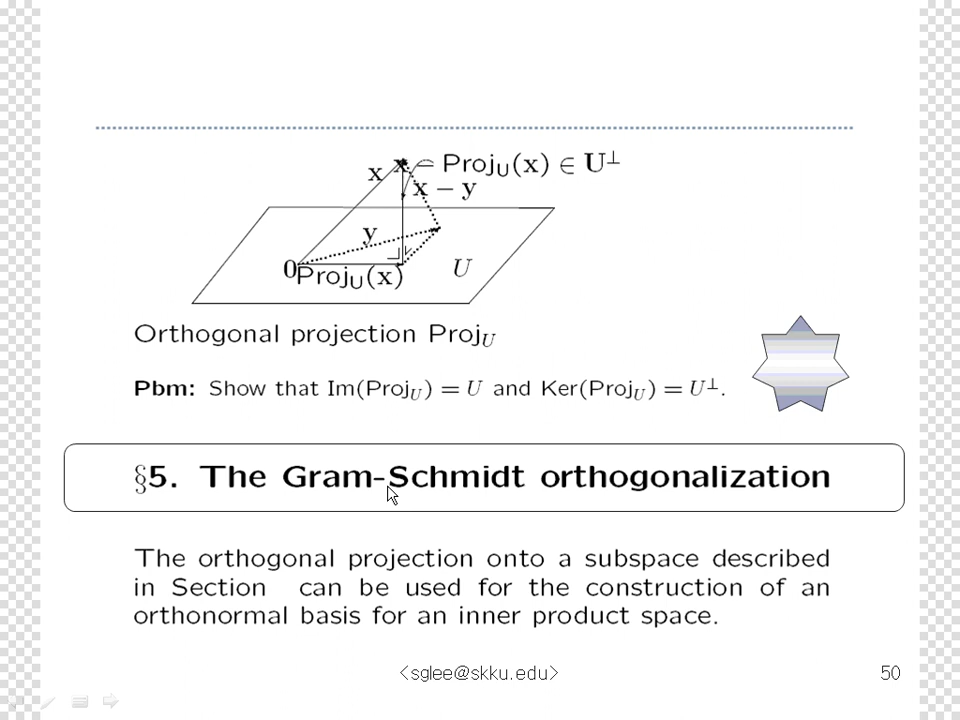 x x − Proj_U(x) ∈ U^⊥
x − y
y
0 Proj_U(x) U
Orthogonal projection Proj_U
Pbm: Show that Im(Proj_U) = U and Ker(Proj_U) = U^⊥.
§5. The Gram-Schmidt orthogonalization
The orthogonal projection onto a subspace described
in Section can be used for the construction of an
orthonormal basis for an inner product space.
<sglee@skku.edu> 50